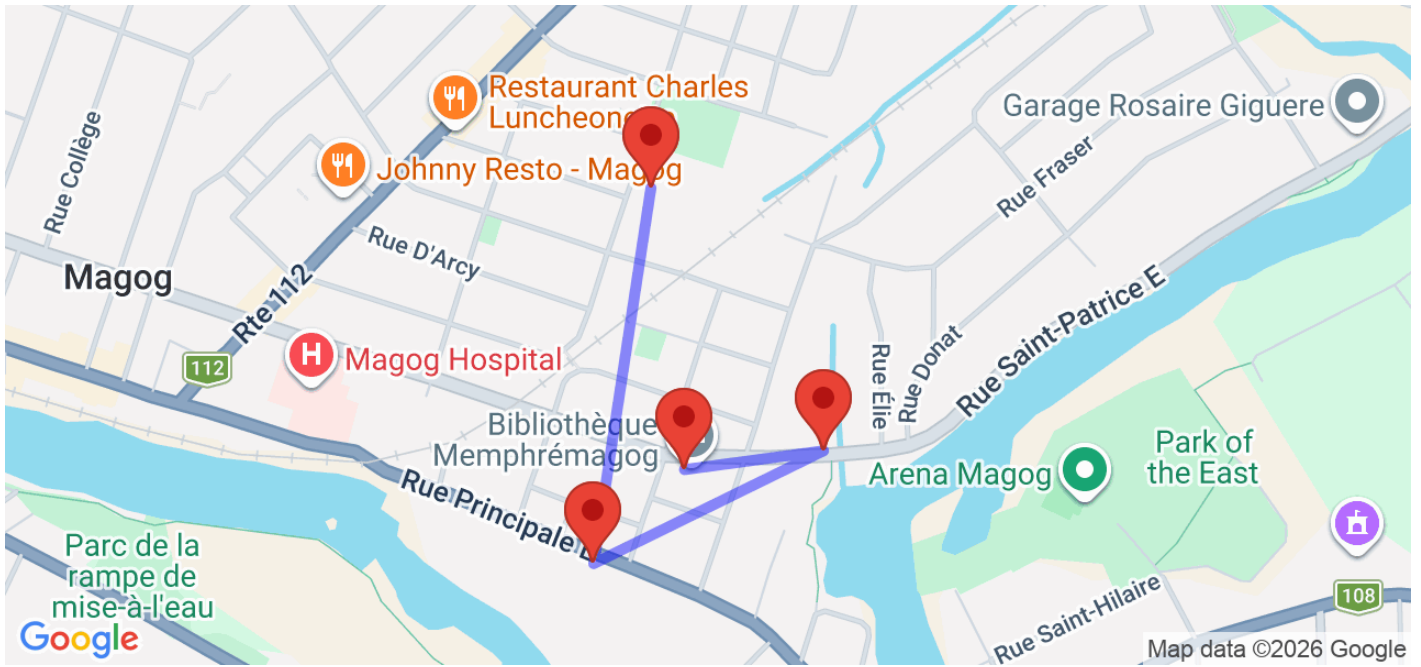 Restaurant Charles
Luncheone
Garage Rosaire Giguere
Rue Collège
Johnny Resto - Magog
Rue Fraser
Rue D'Arcy
Magog
Rte 112
112
H
Magog Hospital
Rue Élie
Rue Donat
Rue Saint-Patrice E
Bibliothèque
Memphrémagog
Arena Magog
Park of
the East
Rue Principale E
Parc de la
rampe de
mise-à-l'eau
Rue Saint-Hilaire
108
Google
Map data ©2026 Google